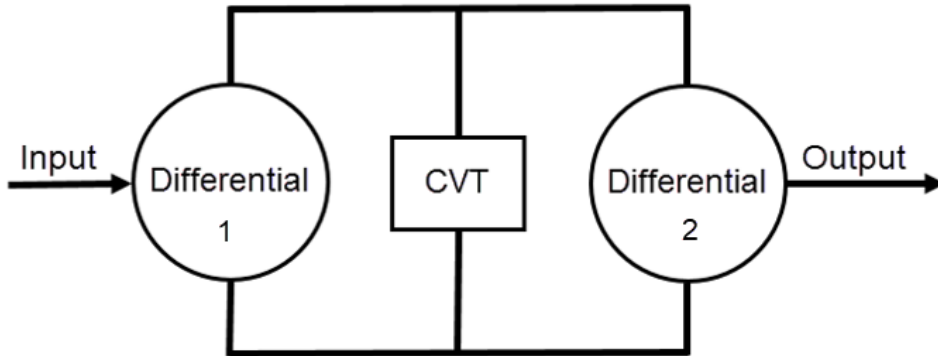 Input
Differential
1
CVT
Differential
2
Output